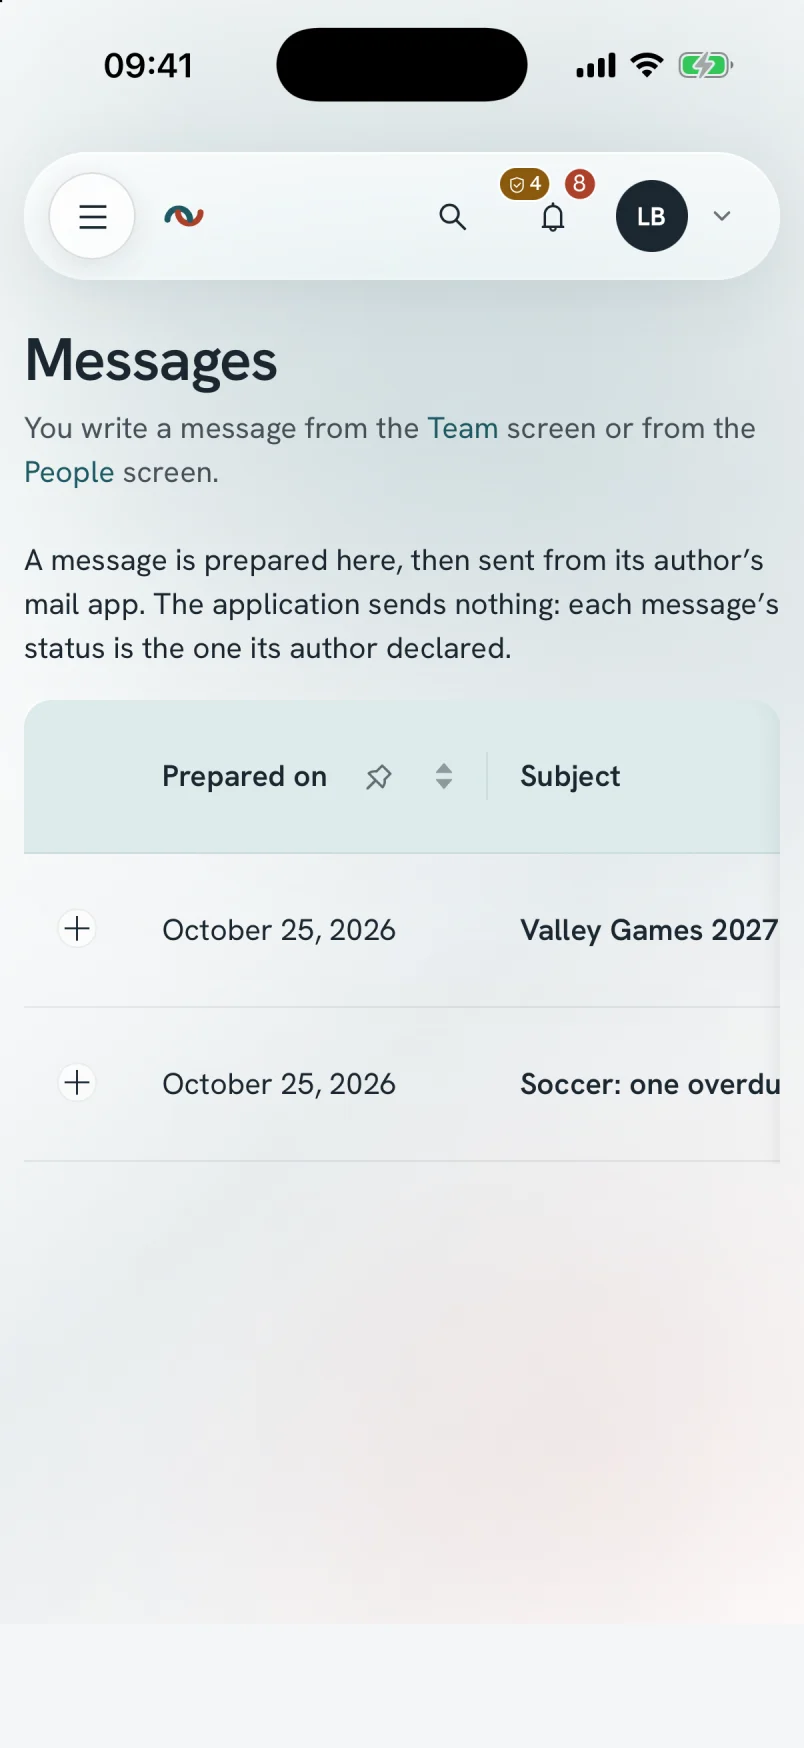 09:41
4
8
LB
Messages
You write a message from the Team screen or from the
People screen.
A message is prepared here, then sent from its author’s
mail app. The application sends nothing: each message’s
status is the one its author declared.
Prepared on Subject
October 25, 2026 Valley Games 2027
October 25, 2026 Soccer: one overdu